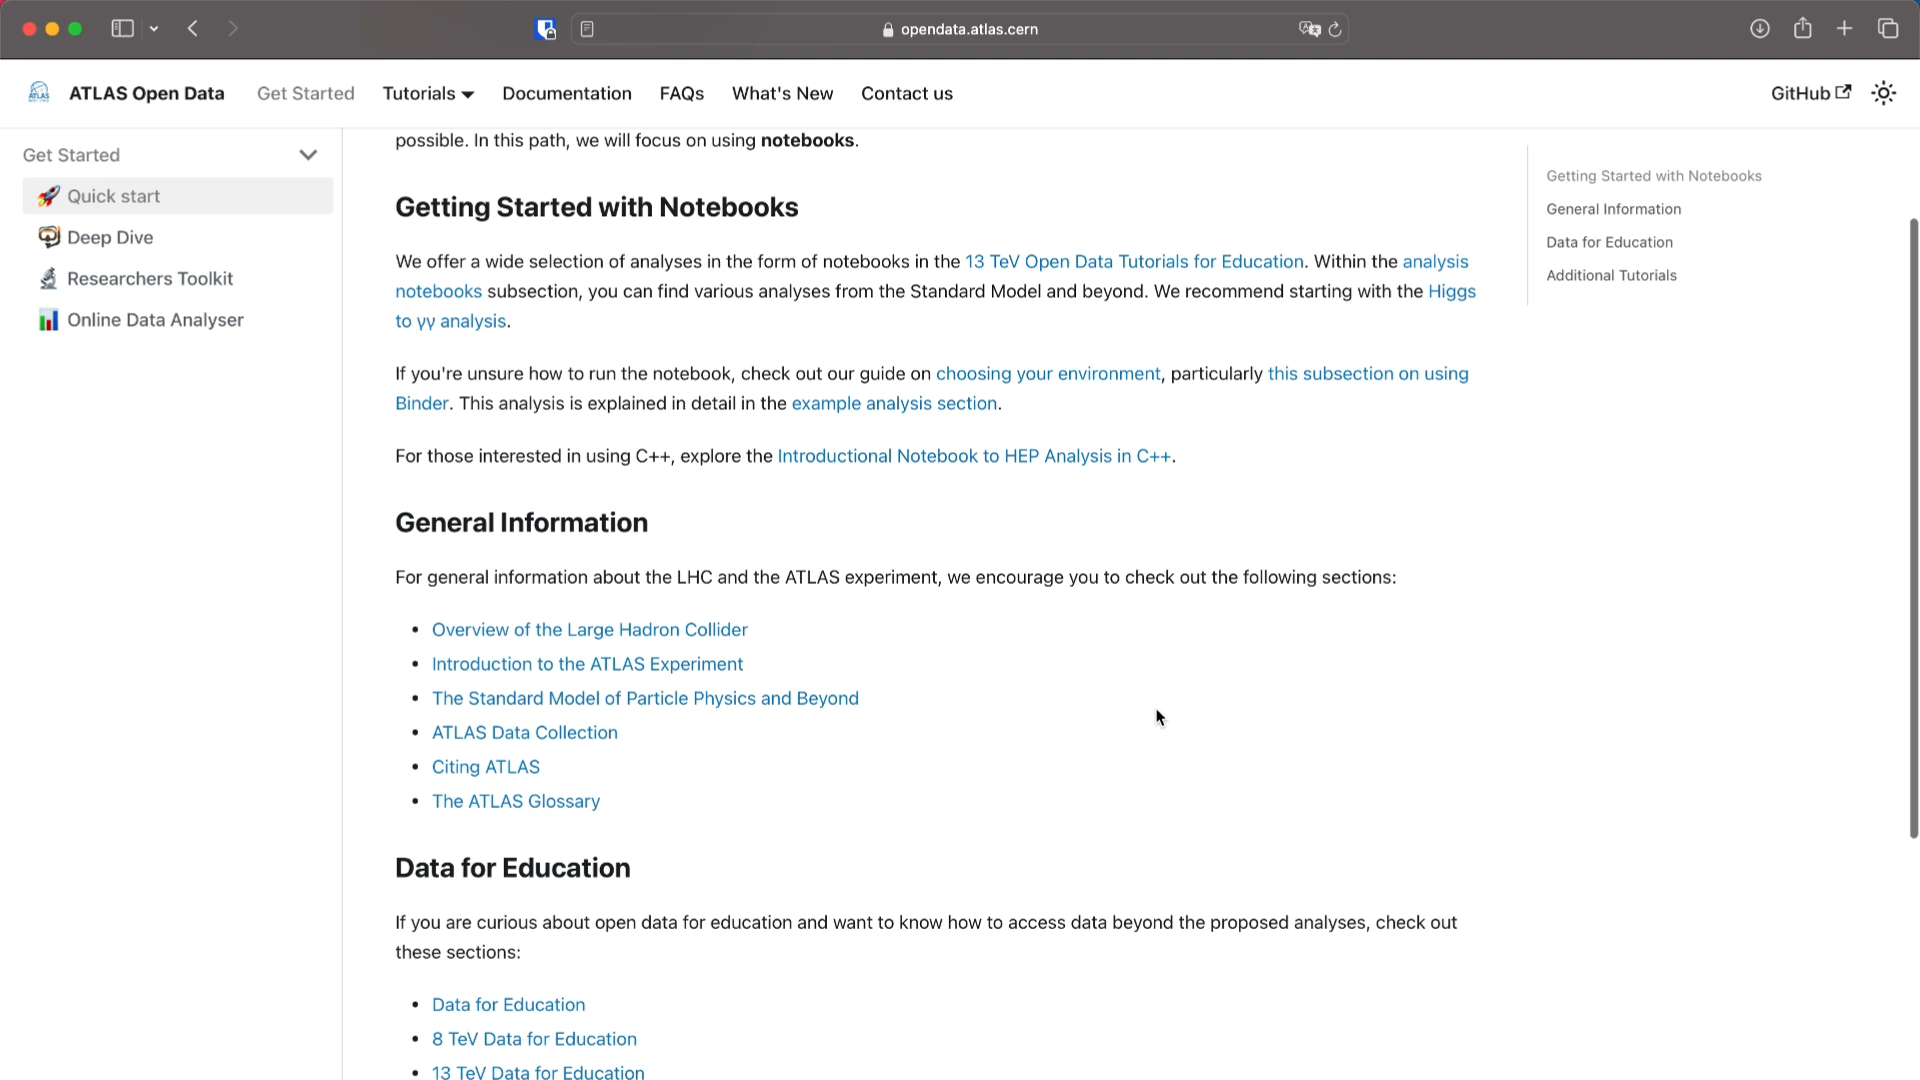 opendata.atlas.cern
ATLAS Open Data Get Started Tutorials Documentation FAQs What's New Contact us GitHub
Get Started
Quick start
Deep Dive
Researchers Toolkit
Online Data Analyser
possible. In this path, we will focus on using notebooks.
Getting Started with Notebooks
We offer a wide selection of analyses in the form of notebooks in the 13 TeV Open Data Tutorials for Education. Within the analysis
notebooks subsection, you can find various analyses from the Standard Model and beyond. We recommend starting with the Higgs
to γγ analysis.
If you're unsure how to run the notebook, check out our guide on choosing your environment, particularly this subsection on using
Binder. This analysis is explained in detail in the example analysis section.
For those interested in using C++, explore the Introductional Notebook to HEP Analysis in C++.
General Information
For general information about the LHC and the ATLAS experiment, we encourage you to check out the following sections:
• Overview of the Large Hadron Collider
• Introduction to the ATLAS Experiment
• The Standard Model of Particle Physics and Beyond
• ATLAS Data Collection
• Citing ATLAS
• The ATLAS Glossary
Data for Education
If you are curious about open data for education and want to know how to access data beyond the proposed analyses, check out
these sections:
• Data for Education
• 8 TeV Data for Education
• 13 TeV Data for Education
Getting Started with Notebooks
General Information
Data for Education
Additional Tutorials